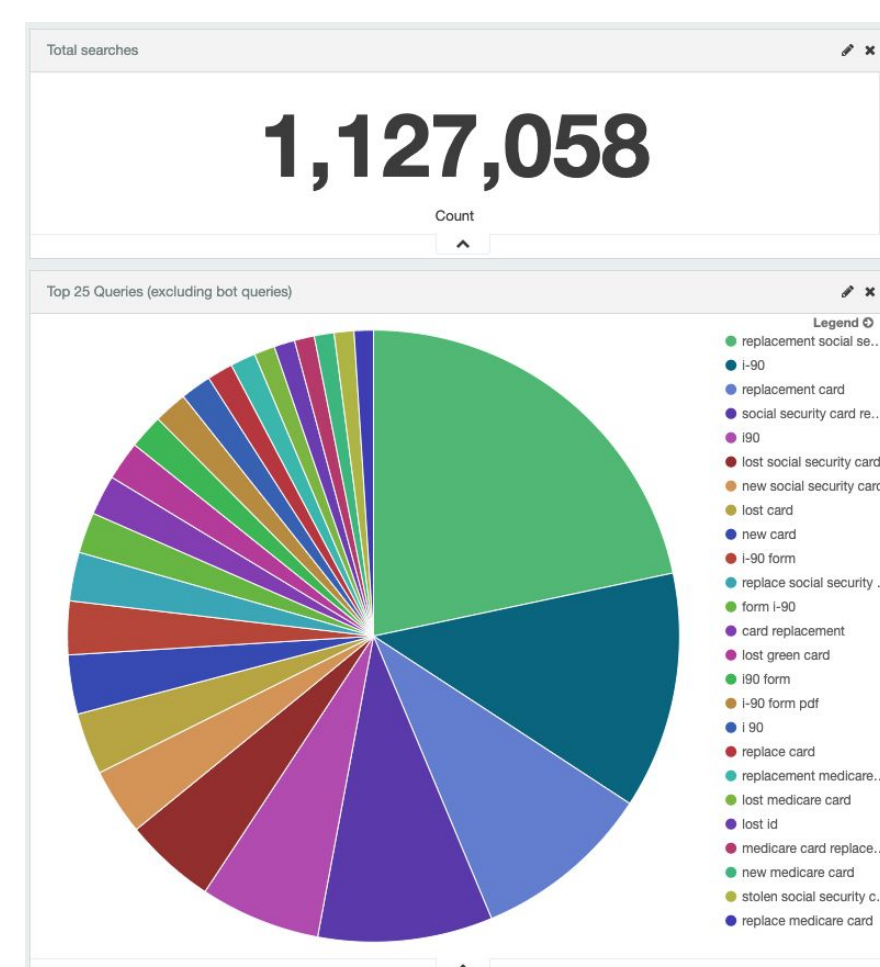 Total searches
1,127,058
Count
Top 25 Queries (excluding bot queries)
Legend
replacement social se..
i-90
replacement card
social security card re..
i90
lost social security card
new social security card
lost card
new card
i-90 form
replace social security .
form i-90
card replacement
lost green card
i90 form
i-90 form pdf
i 90
replace card
replacement medicare..
lost medicare card
lost id
medicare card replace..
new medicare card
stolen social security c.
replace medicare card